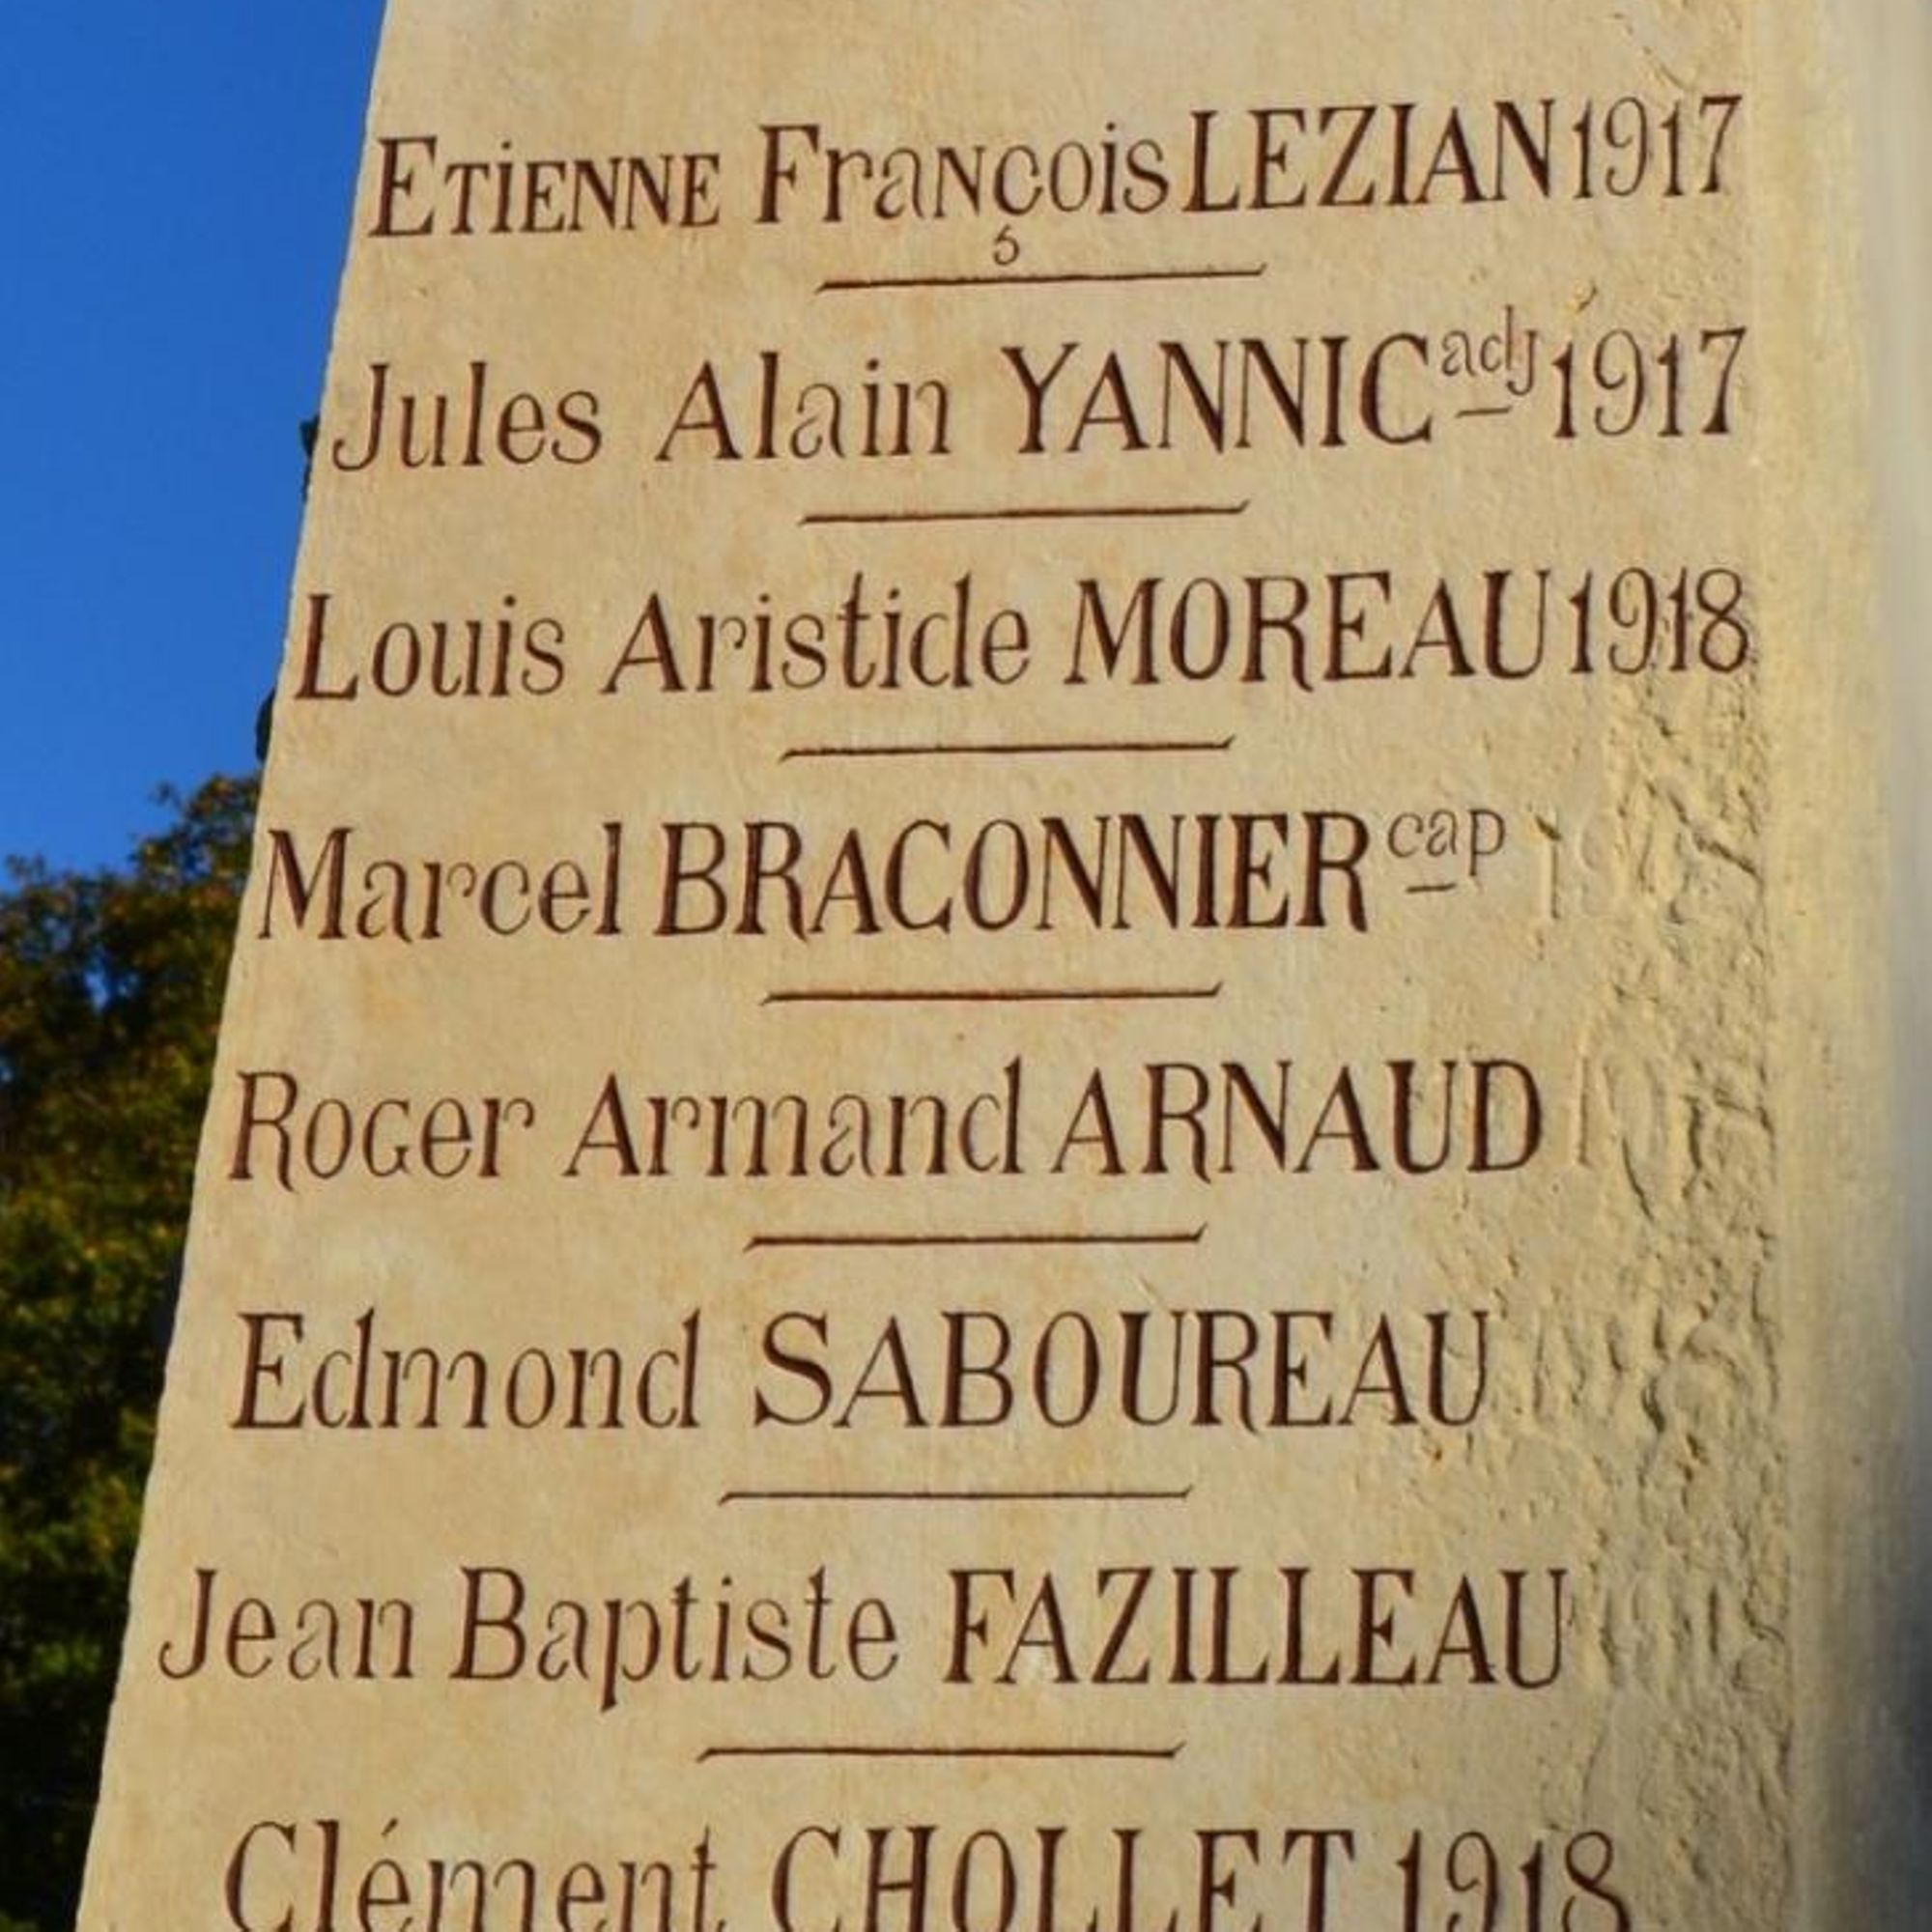 ETiENNE FraNçois LEZIAN 1917
Jules Alain YANNIC adj 1917
Louis Aristide MOREAU 1918
Marcel BRACONNIER cap
Roger Armand ARNAUD
Edmond SABOUREAU
Jean Baptiste FAZILLEAU
Clément CHOLLET 1918